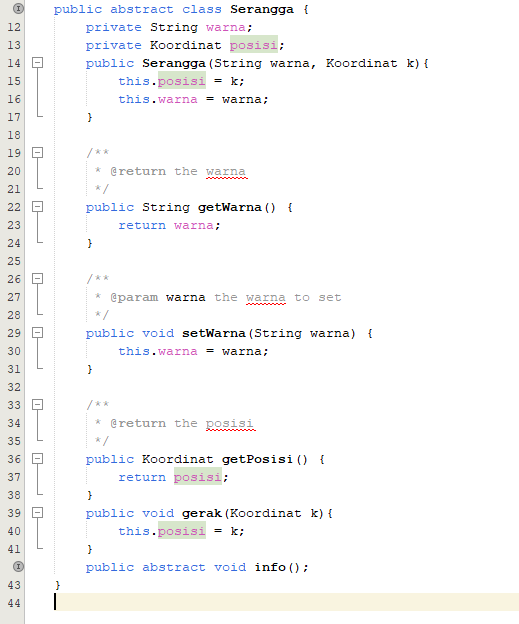 public abstract class Serangga {
12 private String warna;
13 private Koordinat posisi;
14 public Serangga(String warna, Koordinat k){
15 this.posisi = k;
16 this.warna = warna;
17 }
18
19 /**
20 * @return the warna
21 */
22 public String getWarna() {
23 return warna;
24 }
25
26 /**
27 * @param warna the warna to set
28 */
29 public void setWarna(String warna) {
30 this.warna = warna;
31 }
32
33 /**
34 * @return the posisi
35 */
36 public Koordinat getPosisi() {
37 return posisi;
38 }
39 public void gerak(Koordinat k){
40 this.posisi = k;
41 }
public abstract void info();
43 }
44